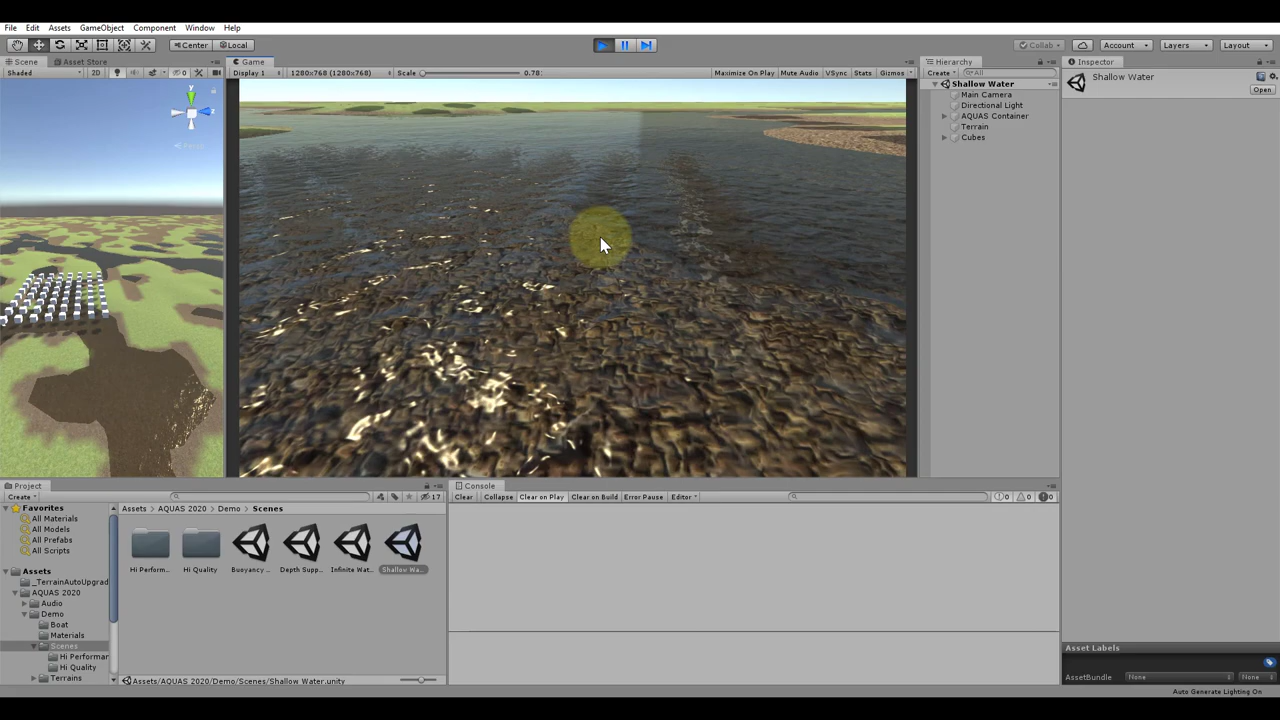 File Edit Assets GameObject Component Window Help
Center Local Collab Account Layers Layout
Scene Asset Store Game Hierarchy Inspector
Shaded 2D 0 Display 1 1280x768 (1280x768) Scale 0.78: Maximize On Play Mute Audio VSync Stats Gizmos Create All
Shallow Water
Open
Shallow Water
Main Camera
Directional Light
AQUAS Container
Terrain
Cubes
y
Project Console
Create 17 Clear Collapse Clear on Play Clear on Build Error Pause Editor 0 0 0
Favorites
All Materials
All Models
All Prefabs
All Scripts
Assets
_TerrainAutoUpgrad
AQUAS 2020
Audio
Demo
Boat
Materials
Scenes
Hi Performar
Hi Quality
Terrains
Assets AQUAS 2020 Demo Scenes
Hi Perform... Hi Quality Buoyancy ... Depth Supp... Infinite Wat... Shallow Wa...
Assets/AQUAS 2020/Demo/Scenes/Shallow Water.unity
Asset Labels
AssetBundle None None
Auto Generate Lighting On